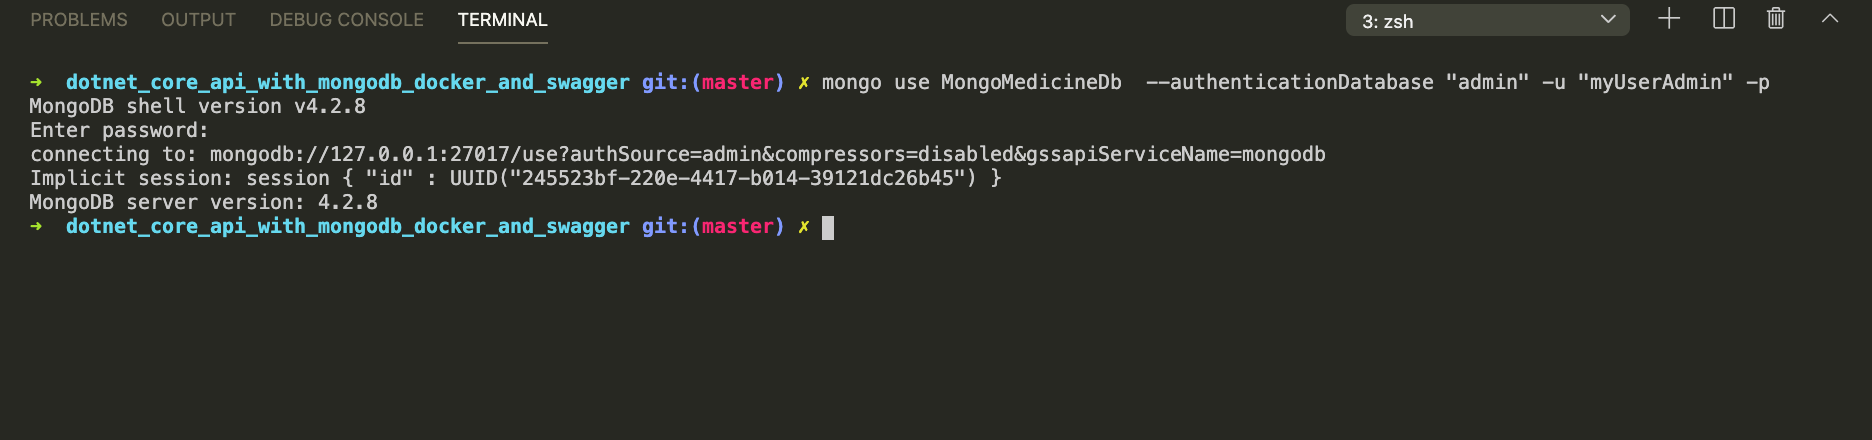 PROBLEMS OUTPUT DEBUG CONSOLE TERMINAL 3: zsh
➜ dotnet_core_api_with_mongodb_docker_and_swagger git:(master) ✗ mongo use MongoMedicineDb --authenticationDatabase "admin" -u "myUserAdmin" -p
MongoDB shell version v4.2.8
Enter password:
connecting to: mongodb://127.0.0.1:27017/use?authSource=admin&compressors=disabled&gssapiServiceName=mongodb
Implicit session: session { "id" : UUID("245523bf-220e-4417-b014-39121dc26b45") }
MongoDB server version: 4.2.8
➜ dotnet_core_api_with_mongodb_docker_and_swagger git:(master) ✗